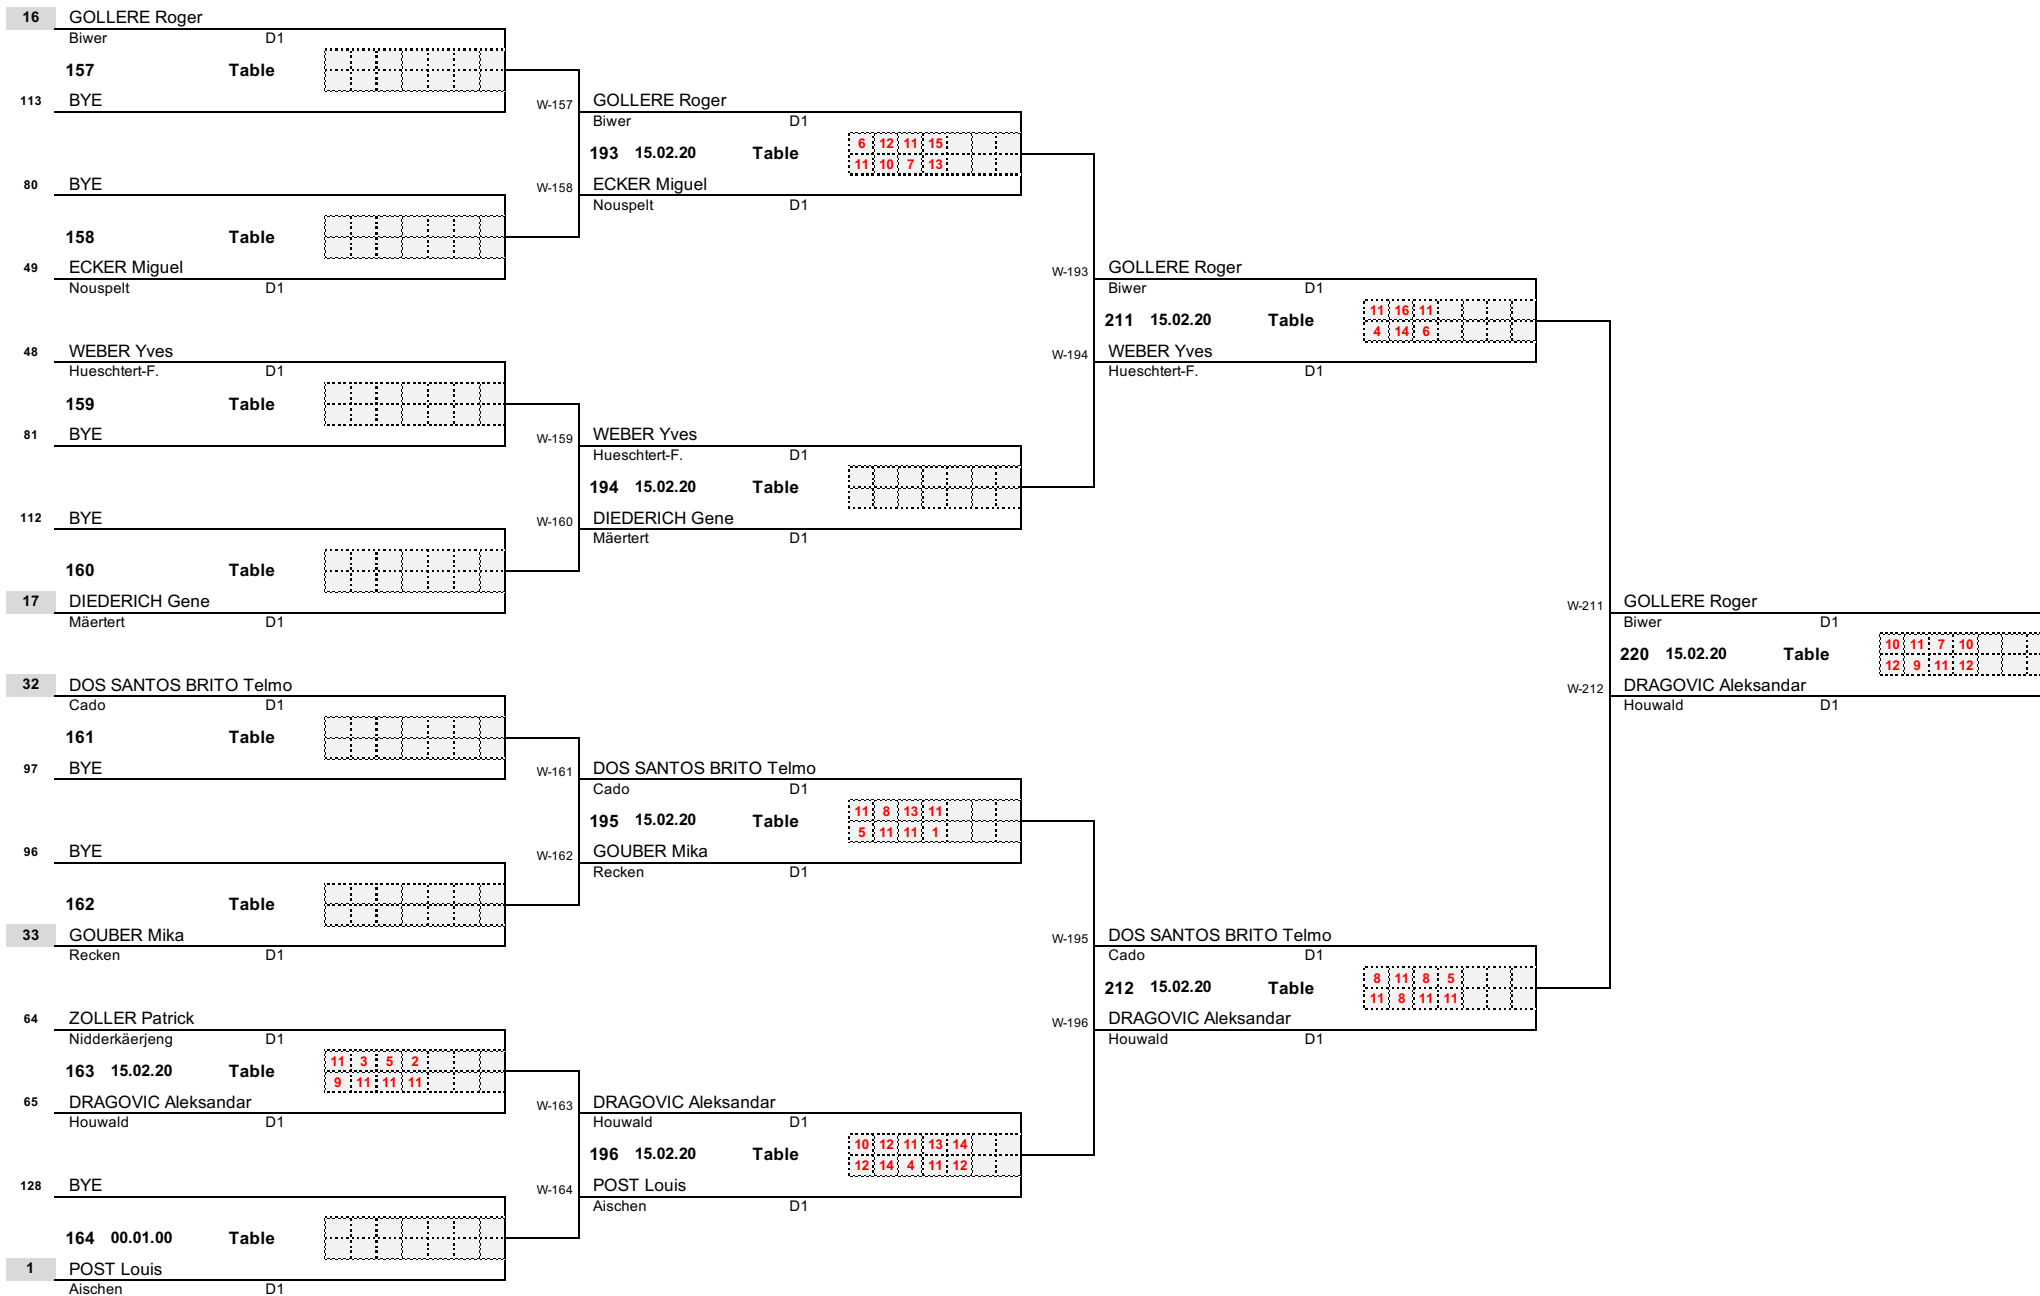 16 GOLLERE Roger
Biwer D1
157 Table
113 BYE
80 BYE
158 Table
49 ECKER Miguel
Nouspelt D1
48 WEBER Yves
Hueschtert-F. D1
159 Table
81 BYE
112 BYE
160 Table
17 DIEDERICH Gene
Mäertert D1
32 DOS SANTOS BRITO Telmo
Cado D1
161 Table
97 BYE
96 BYE
162 Table
33 GOUBER Mika
Recken D1
64 ZOLLER Patrick
Nidderkäerjeng D1
11 3 5 2
163 15.02.20 Table
9 11 11 11
65 DRAGOVIC Aleksandar
Houwald D1
128 BYE
164 00.01.00 Table
1 POST Louis
Aischen D1
W-157 GOLLERE Roger
Biwer D1
6 12 11 15
193 15.02.20 Table
11 10 7 13
W-158 ECKER Miguel
Nouspelt D1
W-159 WEBER Yves
Hueschtert-F. D1
194 15.02.20 Table
W-160 DIEDERICH Gene
Mäertert D1
W-161 DOS SANTOS BRITO Telmo
Cado D1
11 8 13 11
195 15.02.20 Table
5 11 11 1
W-162 GOUBER Mika
Recken D1
W-163 DRAGOVIC Aleksandar
Houwald D1
10 12 11 13 14
196 15.02.20 Table
12 14 4 11 12
W-164 POST Louis
Aischen D1
W-193 GOLLERE Roger
Biwer D1
11 16 11
211 15.02.20 Table
4 14 6
W-194 WEBER Yves
Hueschtert-F. D1
W-195 DOS SANTOS BRITO Telmo
Cado D1
8 11 8 5
212 15.02.20 Table
11 8 11 11
W-196 DRAGOVIC Aleksandar
Houwald D1
W-211 GOLLERE Roger
Biwer D1
10 11 7 10
220 15.02.20 Table
12 9 11 12
W-212 DRAGOVIC Aleksandar
Houwald D1